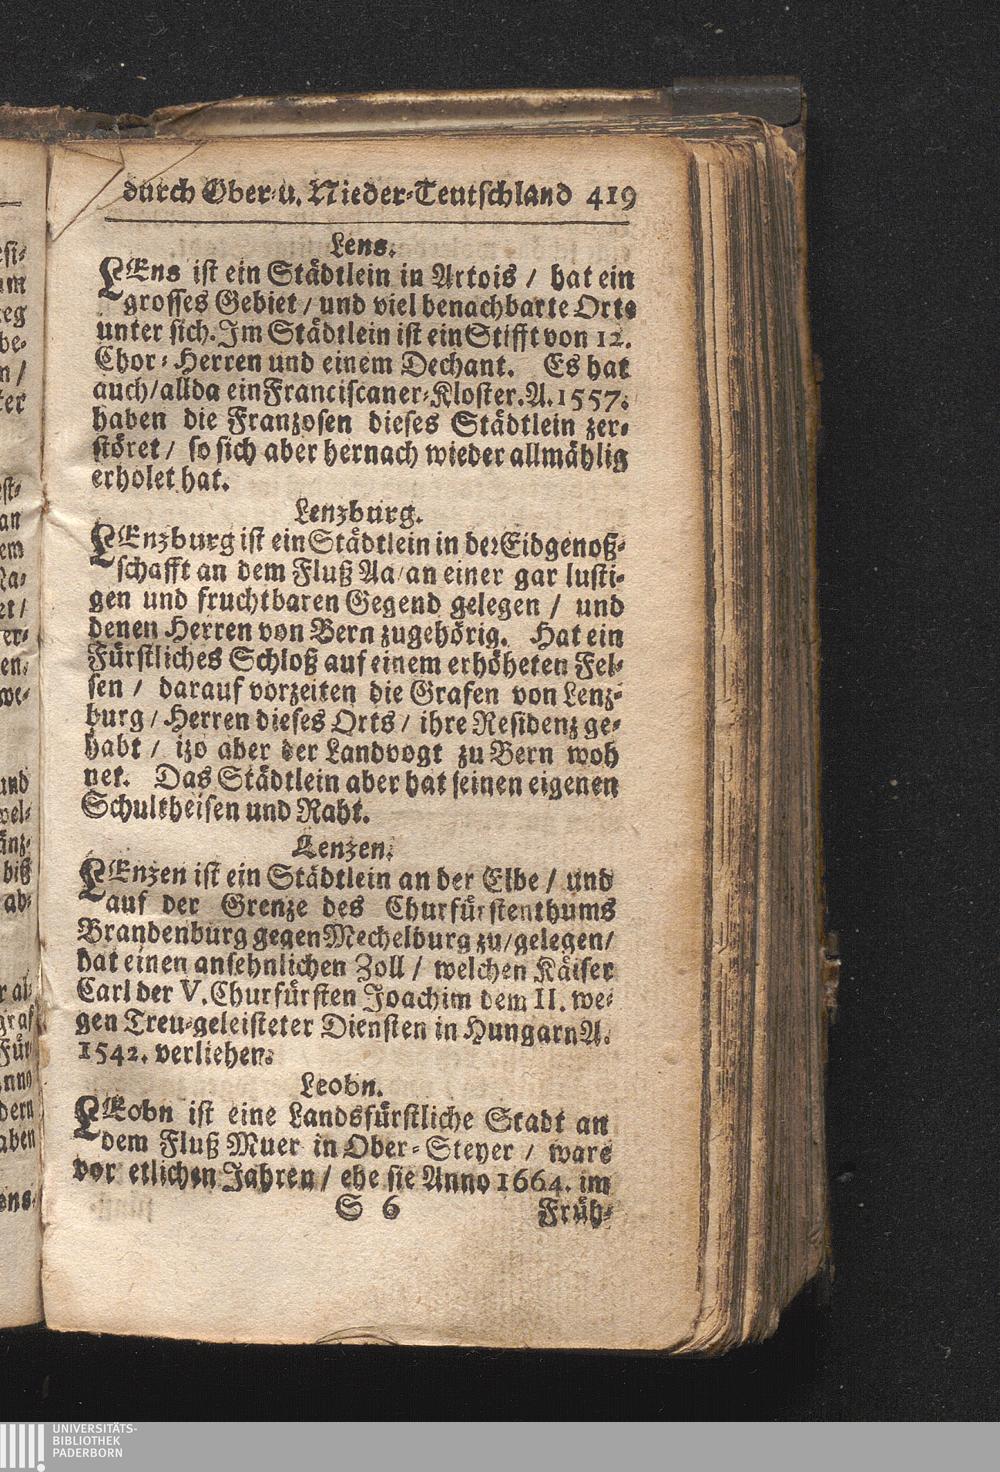 durch Ober-u. Nieder-Teutschland 419
Lens.
LEns ist ein Städtlein in Artois / hat ein
grosses Gebiet / und viel benachbarte Orte
unter sich. Im Städtlein ist ein Stifft von 12.
Chor-Herren und einem Dechant. Es hat
auch / allda ein Franciscaner-Kloster. A. 1557.
haben die Franzosen dieses Städtlein zer-
störet / so sich aber hernach wieder allmählig
erholet hat.
Lenzburg.
LEnzburg ist ein Städtlein in der Eidgenoß-
schafft an dem Fluß Aa / an einer gar lusti-
gen und fruchtbaren Gegend gelegen / und
denen Herren von Bern zugehörig. Hat ein
Fürstliches Schloß auf einem erhöheten Fel-
sen / darauf vorzeiten die Grafen von Lenz-
burg / Herren dieses Orts / ihre Residenz ge-
habt / izo aber der Landvogt zu Bern woh
net. Das Städtlein aber hat seinen eigenen
Schultheisen und Raht.
Lenzen.
LEnzen ist ein Städtlein an der Elbe / und
auf der Grenze des Churfürstenthums
Brandenburg gegen Mechelburg zu / gelegen /
hat einen ansehnlichen Zoll / welchen Käiser
Carl der V. Churfürsten Joachim dem II. we-
gen Treu-geleisteter Diensten in Hungarn A.
1542. verliehen.
Leobn.
LEobn ist eine Landsfürstliche Stadt an
dem Fluß Muer in Ober-Steyer / ware
vor etlichen Jahren / ehe sie Anno 1664. im
S 6 Früh-
UNIVERSITÄTS-
BIBLIOTHEK
PADERBORN